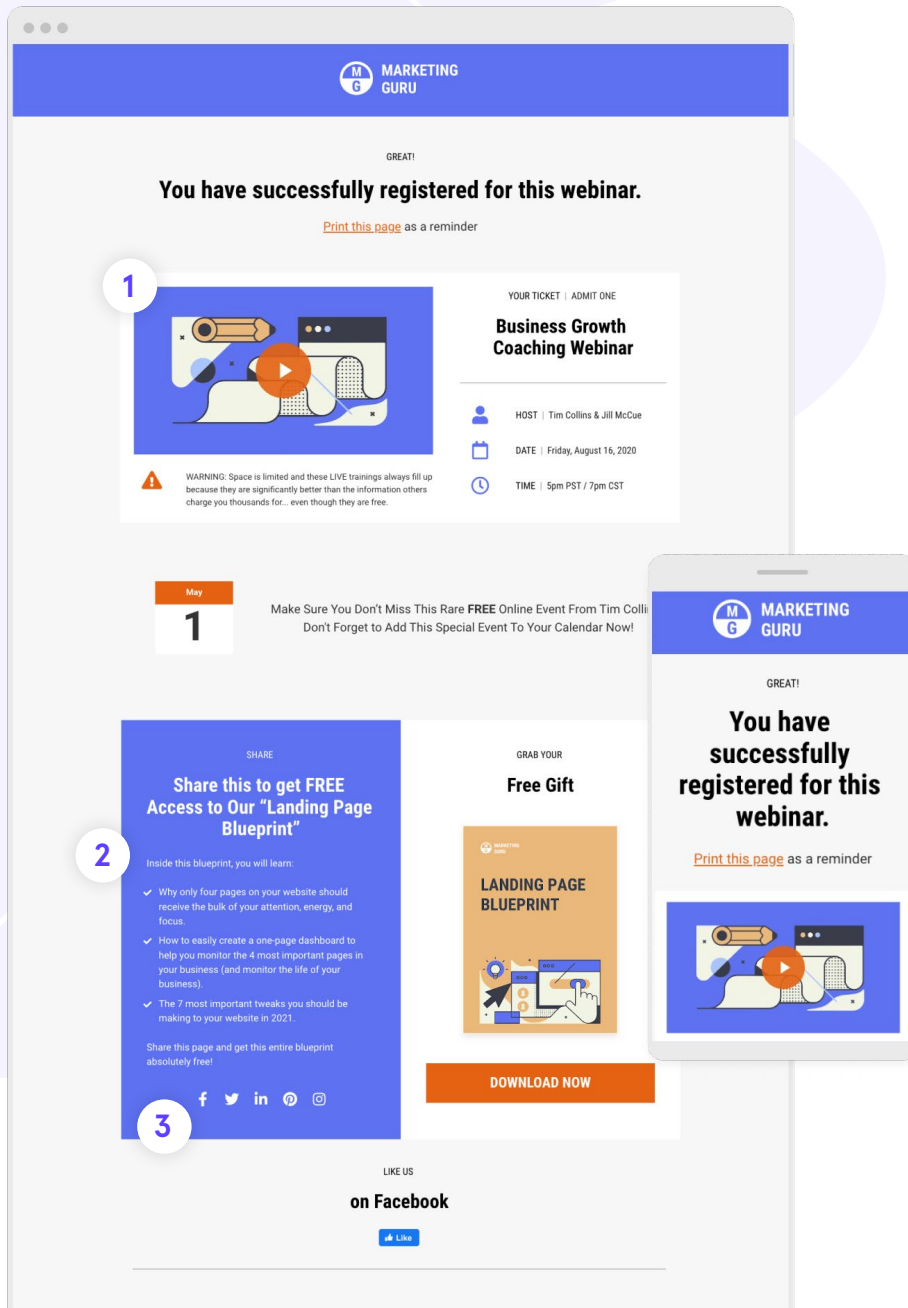 M
G
MARKETING
GURU
GREAT!
You have successfully registered for this webinar.
Print this page as a reminder
1
YOUR TICKET | ADMIT ONE
Business Growth
Coaching Webinar
HOST | Tim Collins & Jill McCue
DATE | Friday, August 16, 2020
TIME | 5pm PST / 7pm CST
WARNING: Space is limited and these LIVE trainings always fill up
because they are significantly better than the information others
charge you thousands for... even though they are free.
May
1
Make Sure You Don't Miss This Rare FREE Online Event From Tim Colli
Don't Forget to Add This Special Event To Your Calendar Now!
2
SHARE
Share this to get FREE
Access to Our “Landing Page
Blueprint”
Inside this blueprint, you will learn:
Why only four pages on your website should
receive the bulk of your attention, energy, and
focus.
How to easily create a one-page dashboard to
help you monitor the 4 most important pages in
your business (and monitor the life of your
business).
The 7 most important tweaks you should be
making to your website in 2021.
Share this page and get this entire blueprint
absolutely free!
3
GRAB YOUR
Free Gift
MARKETING
GURU
LANDING PAGE
BLUEPRINT
DOWNLOAD NOW
LIKE US
on Facebook
Like
M
G
MARKETING
GURU
GREAT!
You have
successfully
registered for this
webinar.
Print this page as a reminder